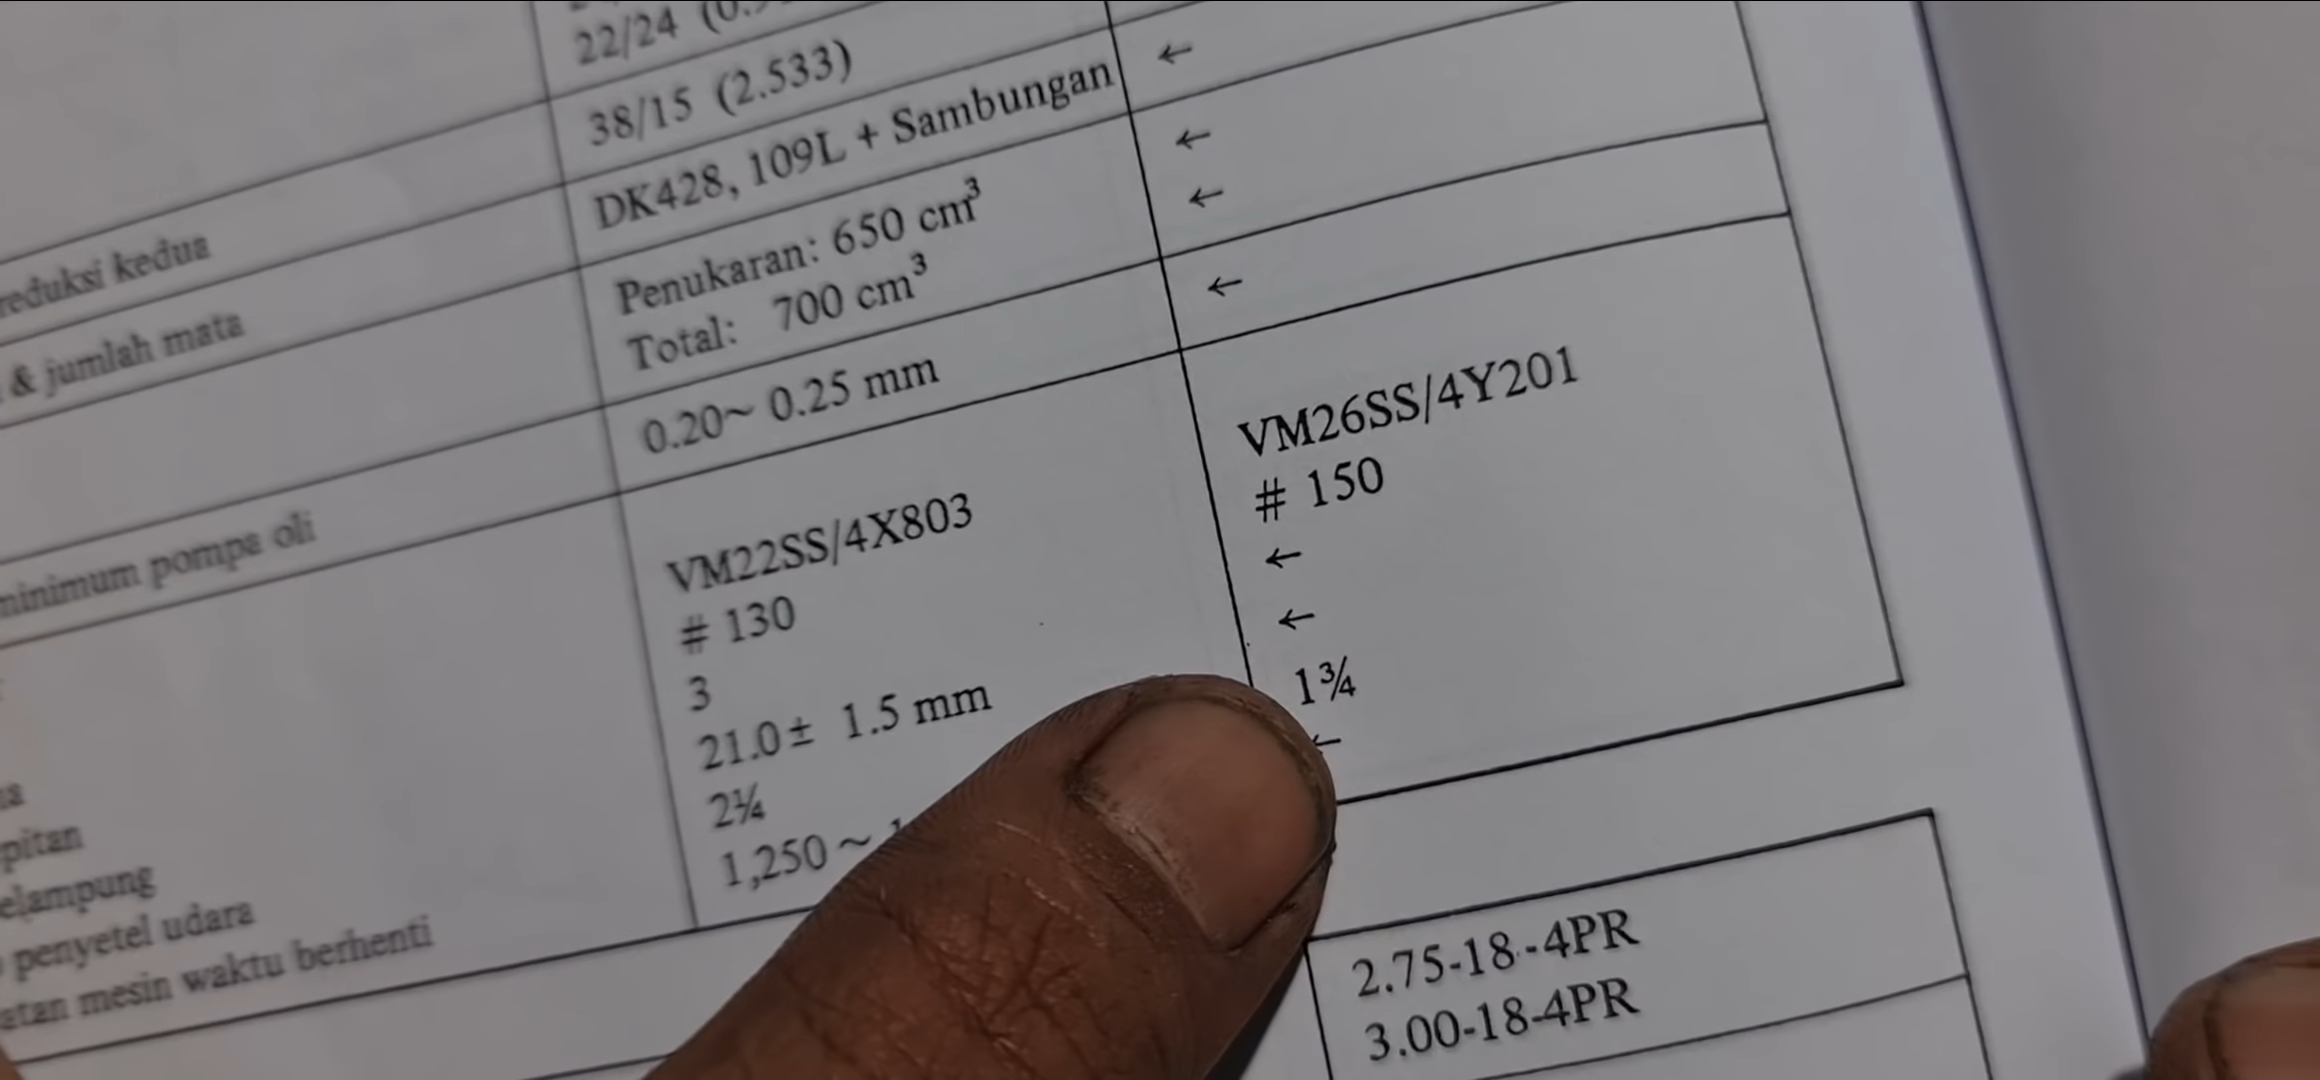 22/24 (0.
38/15 (2.533) ←
reduksi kedua DK428, 109L + Sambungan ←
& jumlah mata Penukaran: 650 cm³ ←
Total: 700 cm³
0.20~ 0.25 mm ←
minimum pompa oli
VM22SS/4X803 VM26SS/4Y201
# 130 # 150
3 ←
21.0± 1.5 mm ←
2¼ 1¾
pitan 1,250 ~ ←
elampung
penyetel udara
mesin waktu berhenti
2.75-18-4PR
3.00-18-4PR